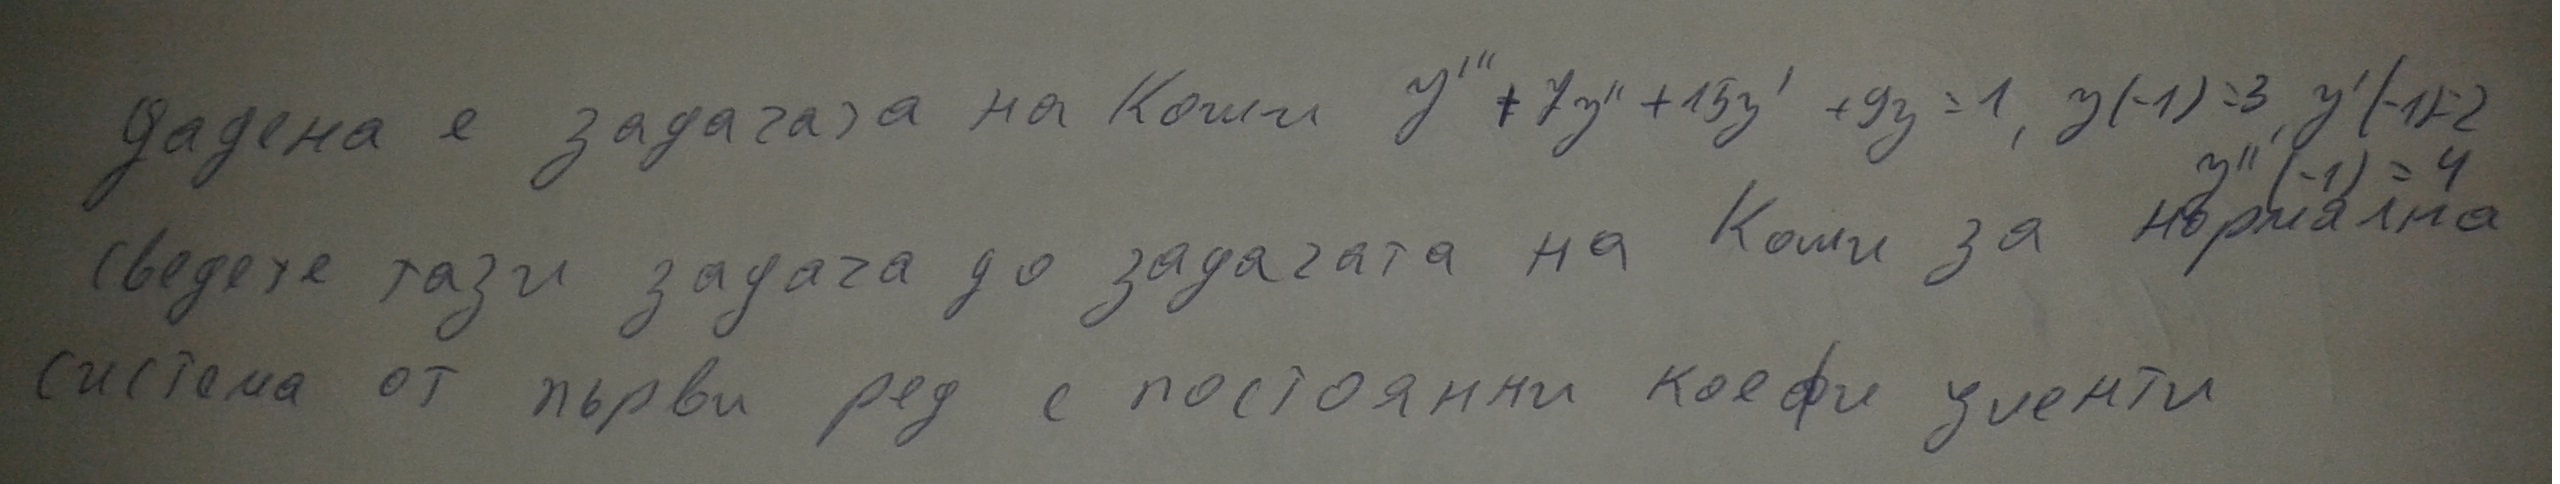 Дадена е задачата на Коши y''' + 7y'' + 15y' + 9y = 1, y(-1)=3, y'(-1)=2
y''(-1) = 4
Сведете тази задача до задачата на Коши за нормална
система от първи ред с постоянни коефициенти